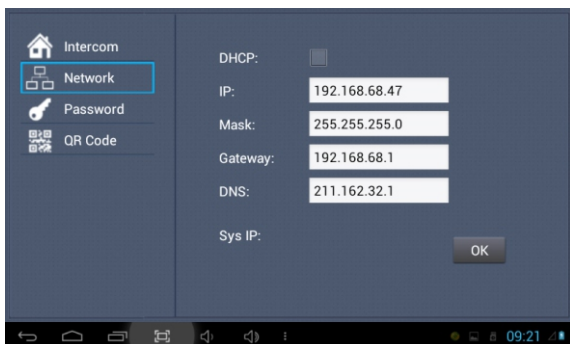 Intercom
Network
Password
QR Code
DHCP:
IP: 192.168.68.47
Mask: 255.255.255.0
Gateway: 192.168.68.1
DNS: 211.162.32.1
Sys IP:
OK
09:21